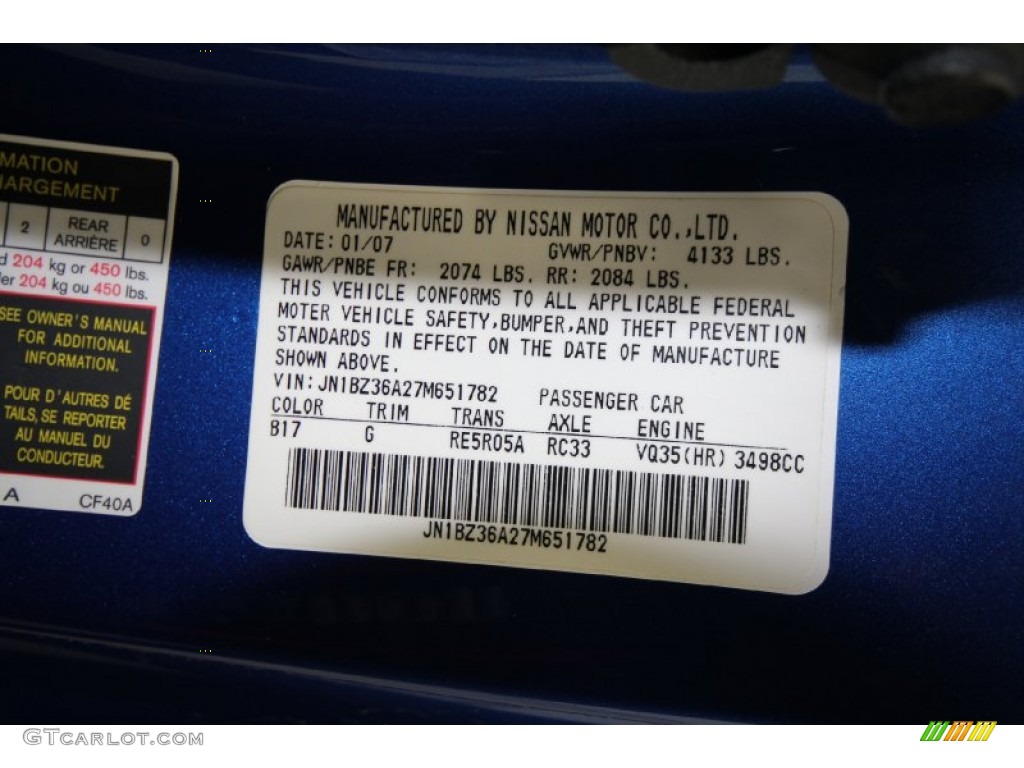 MATION
ARGEMENT
2 REAR ARRIÈRE 0
204 kg or 450 lbs.
204 kg ou 450 lbs.
SEE OWNER'S MANUAL
FOR ADDITIONAL
INFORMATION.
POUR D'AUTRES DÉ
TAILS,SE REPORTER
AU MANUEL DU
CONDUCTEUR.
A CF40A
MANUFACTURED BY NISSAN MOTOR CO.,LTD.
DATE:01/07 GVWR/PNBV: 4133 LBS.
GAWR/PNBE FR: 2074 LBS. RR: 2084 LBS.
THIS VEHICLE CONFORMS TO ALL APPLICABLE FEDERAL
MOTER VEHICLE SAFETY,BUMPER,AND THEFT PREVENTION
STANDARDS IN EFFECT ON THE DATE OF MANUFACTURE
SHOWN ABOVE.
VIN:JN1BZ36A27M651782 PASSENGER CAR
COLOR TRIM TRANS AXLE ENGINE
B17 G RE5R05A RC33 VQ35(HR) 3498CC
JN1BZ36A27M651782
GTcarlot.com